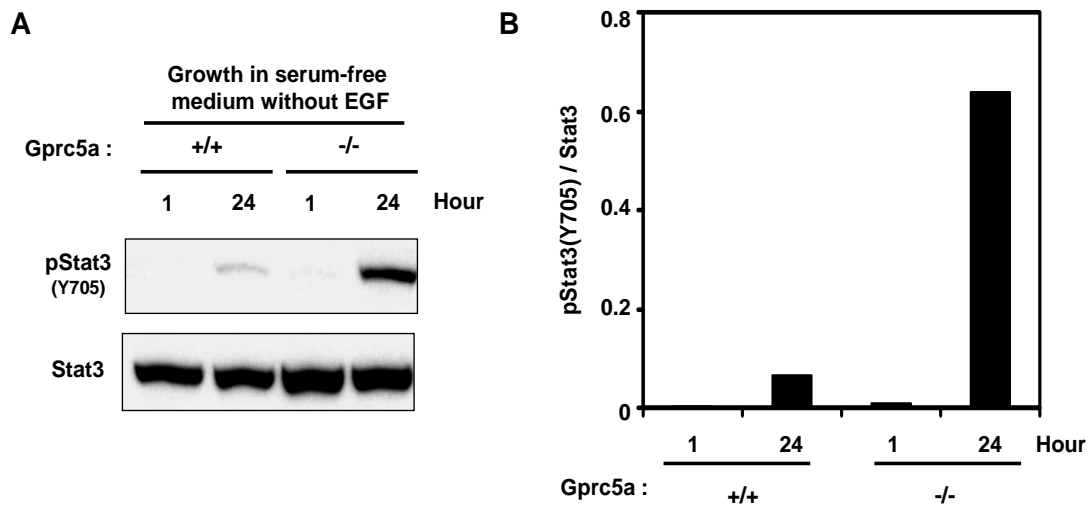 A
Growth in serum-free
medium without EGF
Gprc5a :
+/+
-/-
1
24
1
24
Hour
pStat3
(Y705)
Stat3
B
pStat3(Y705) / Stat3
0.8
0.6
0.4
0.2
0
1
24
1
24
Hour
Gprc5a :
+/+
-/-